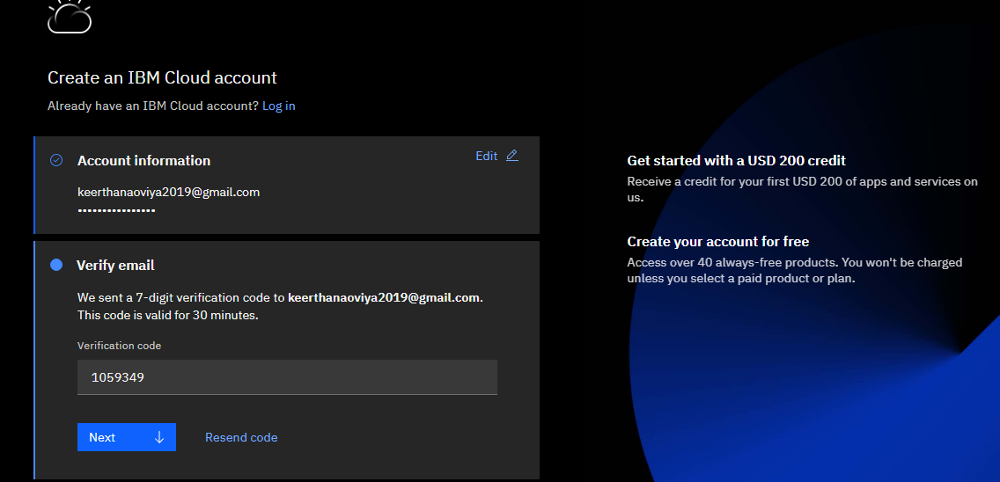 Create an IBM Cloud account
Already have an IBM Cloud account? Log in
Account information
Edit
keerthanaoviya2019@gmail.com
••••••••••••••••
Verify email
We sent a 7-digit verification code to keerthanaoviya2019@gmail.com.
This code is valid for 30 minutes.
Verification code
1059349
Next
Resend code
Get started with a USD 200 credit
Receive a credit for your first USD 200 of apps and services on
us.
Create your account for free
Access over 40 always-free products. You won't be charged
unless you select a paid product or plan.